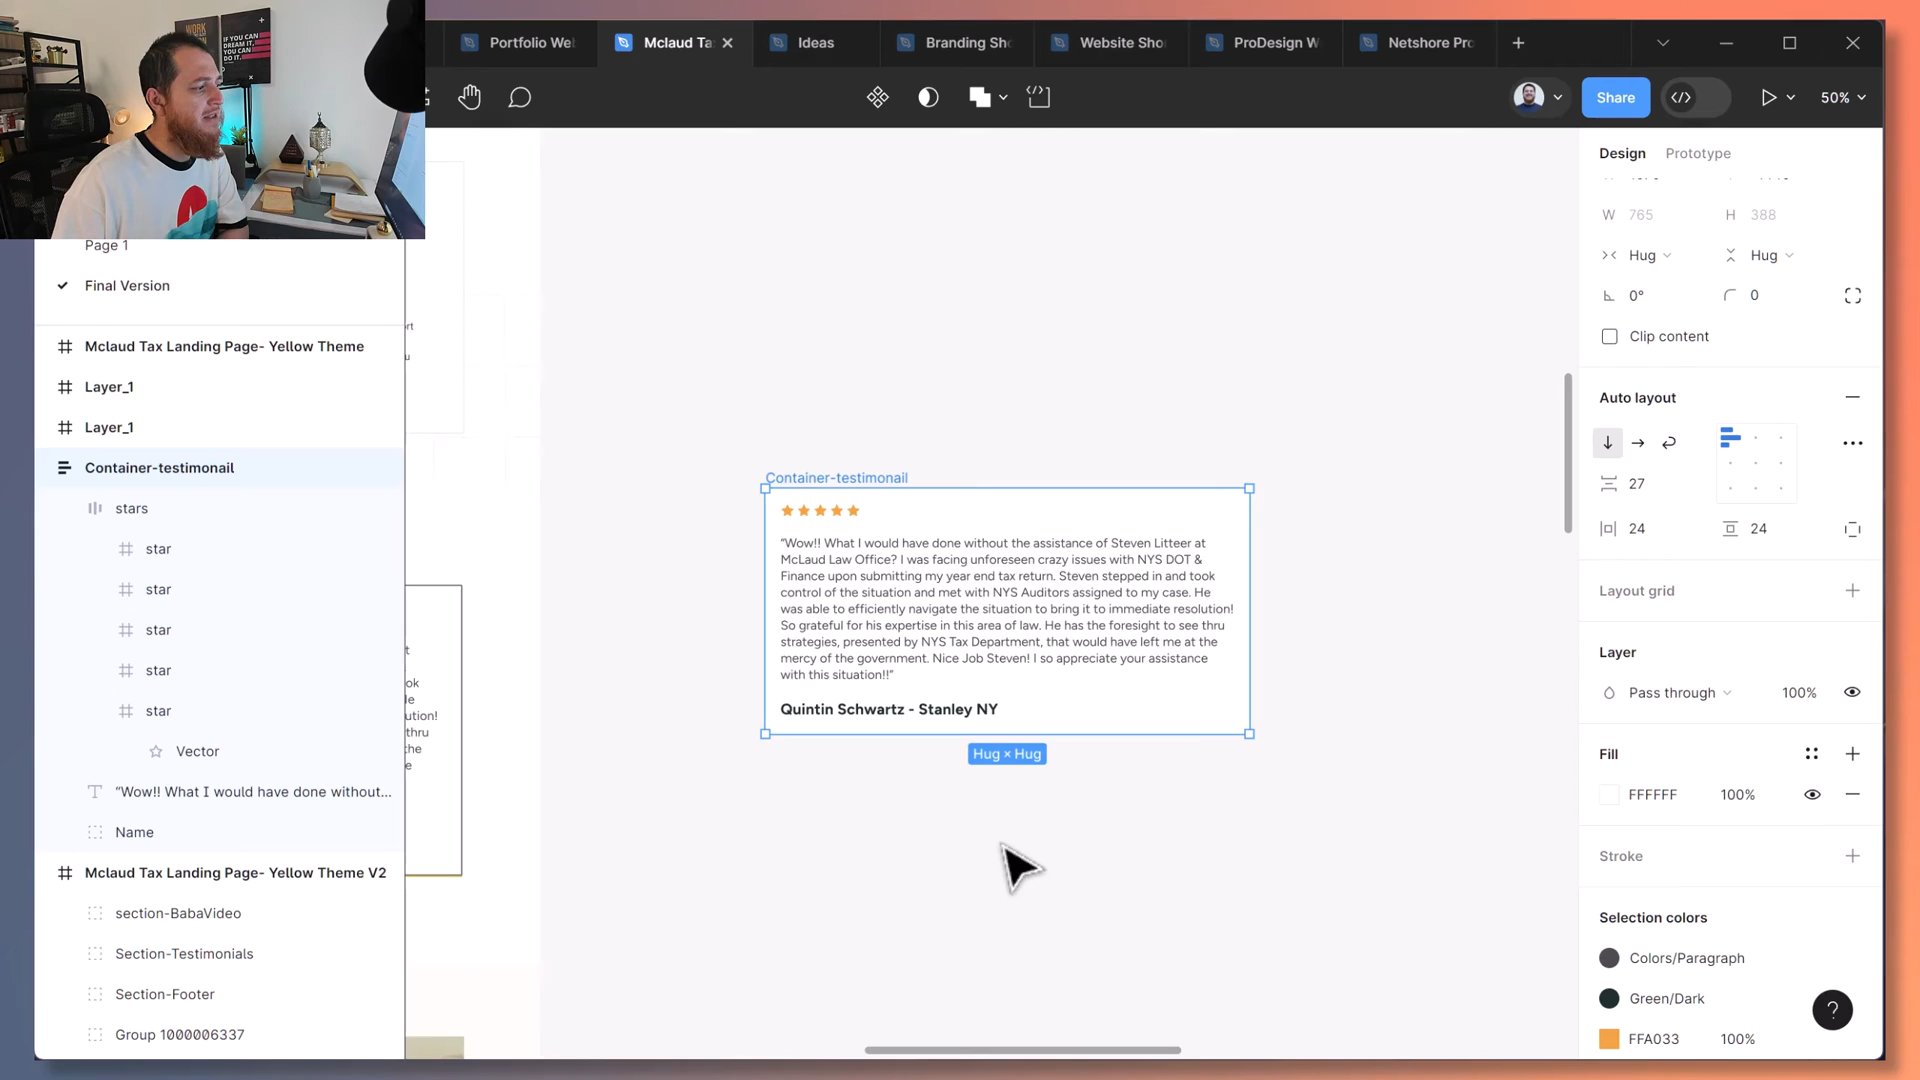 WORK
IF YOU CAN
DREAM IT.
YOU CAN
DO IT.
Portfolio We
Mclaud Ta
Ideas
Branding Sh
Website Sho
ProDesign W
Netshore Pro
Share
50%
Page 1
Final Version
Mclaud Tax Landing Page- Yellow Theme
Layer_1
Layer_1
Container-testimonail
stars
star
star
star
star
star
Vector
“Wow!! What I would have done without...
Name
Mclaud Tax Landing Page- Yellow Theme V2
section-BabaVideo
Section-Testimonials
Section-Footer
Group 1000006337
Container-testimonail
“Wow!! What I would have done without the assistance of Steven Litteer at
McLaud Law Office? I was facing unforeseen crazy issues with NYS DOT &
Finance upon submitting my year end tax return. Steven stepped in and took
control of the situation and met with NYS Auditors assigned to my case. He
was able to efficiently navigate the situation to bring it to immediate resolution!
So grateful for his expertise in this area of law. He has the foresight to see thru
strategies, presented by NYS Tax Department, that would have left me at the
mercy of the government. Nice Job Steven! I so appreciate your assistance
with this situation!!”
Quintin Schwartz - Stanley NY
Hug × Hug
Design Prototype
W 765 H 388
Hug Hug
0° 0
Clip content
Auto layout
27
24 24
Layout grid
Layer
Pass through 100%
Fill
FFFFFF 100%
Stroke
Selection colors
Colors/Paragraph
Green/Dark
FFA033 100%
?